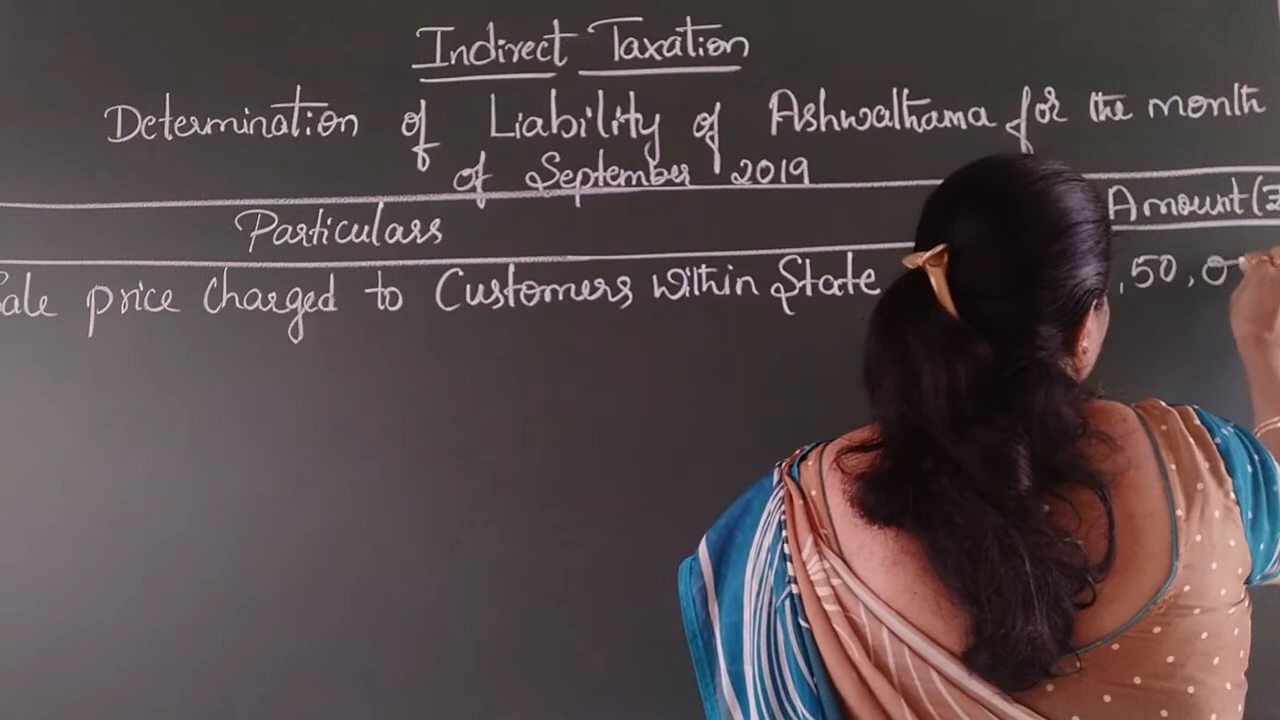 Indirect Taxation
Determination of Liability of Ashwathama for the month
of September 2019
Particulars Amount (₹
Sale price charged to Customers within State ,50,0